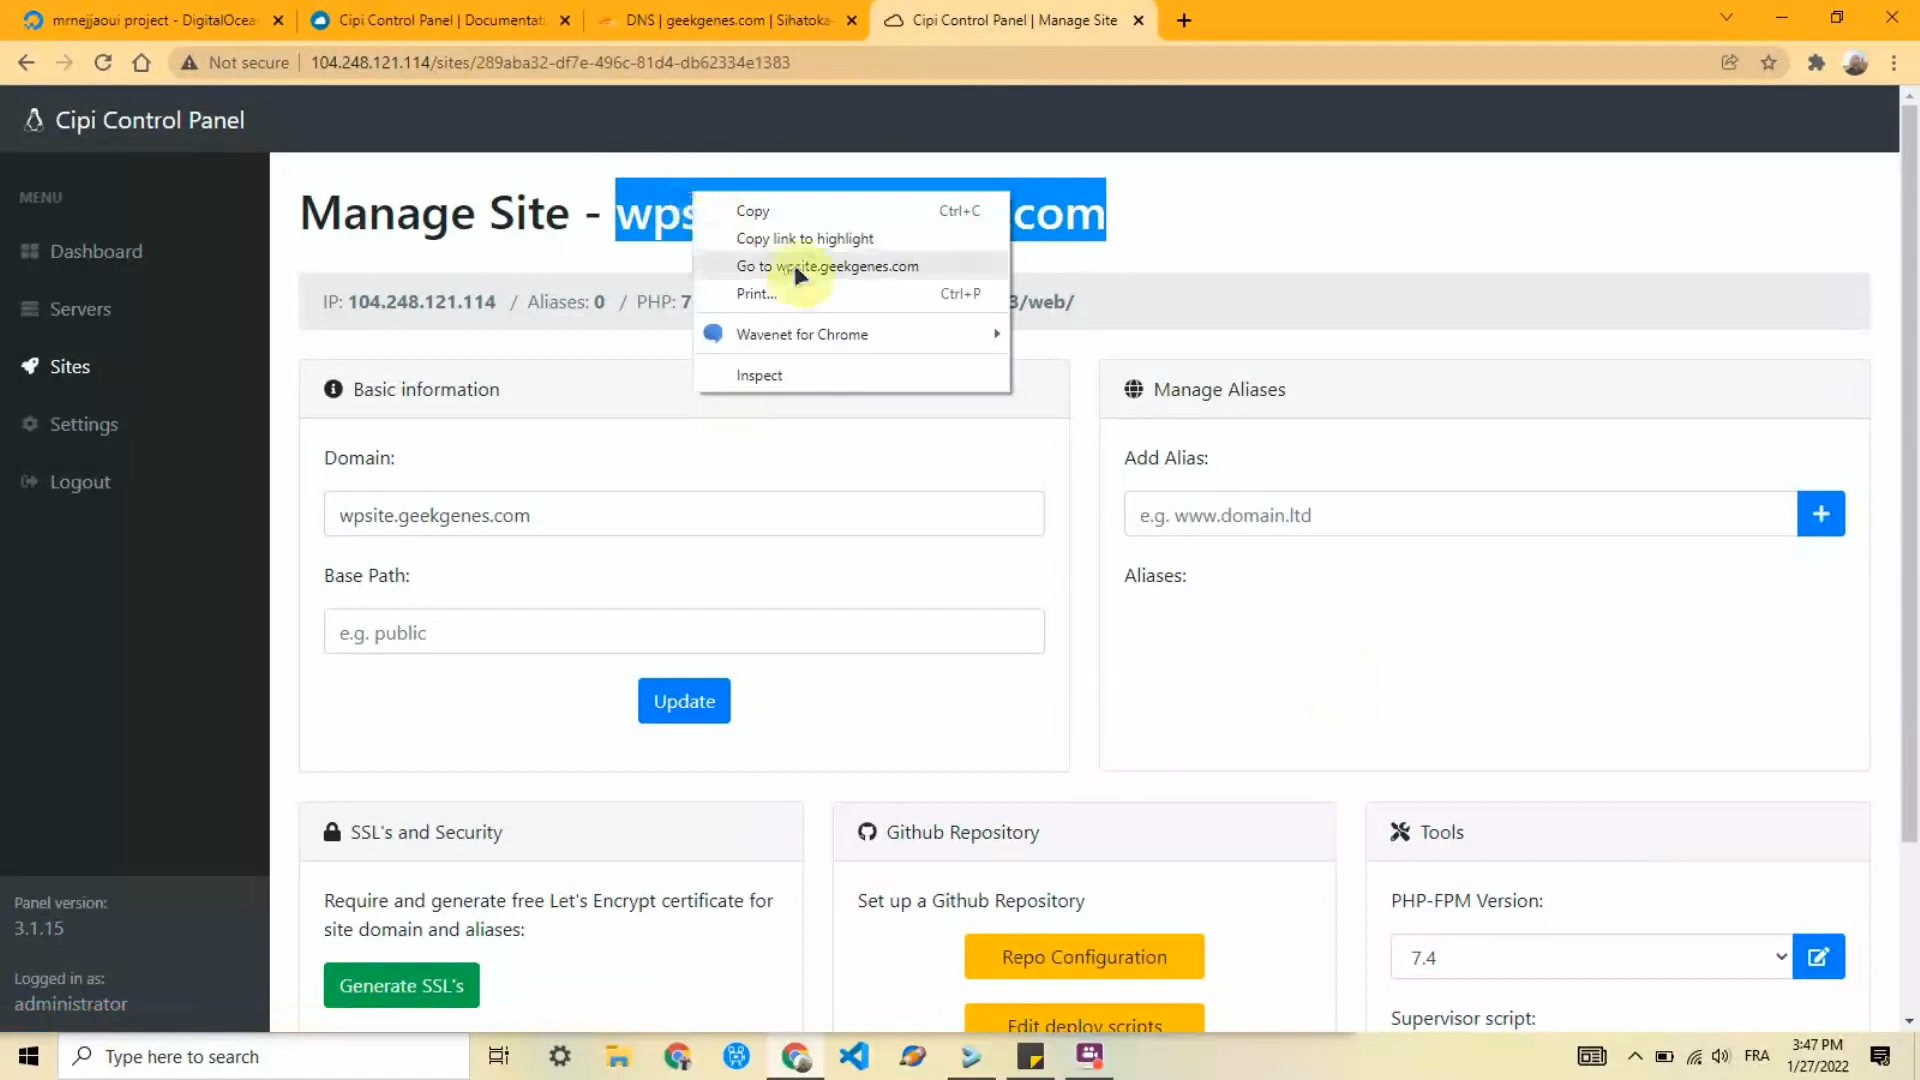 mrnejjaoui project - DigitalOcea
Cipi Control Panel | Documentati
DNS | geekgenes.com | Sihatoka
Cipi Control Panel | Manage Site
Not secure
104.248.121.114/sites/289aba32-df7e-496c-81d4-db62334e1383
Cipi Control Panel
MENU
Dashboard
Servers
Sites
Settings
Logout
Panel version:
3.1.15
Logged in as:
administrator
Manage Site - wps com
Copy Ctrl+C
Copy link to highlight
Go to wpsite.geekgenes.com
Print... Ctrl+P
Wavenet for Chrome
Inspect
IP: 104.248.121.114 / Aliases: 0 / PHP: 7 3/web/
Basic information
Domain:
wpsite.geekgenes.com
Base Path:
e.g. public
Update
Manage Aliases
Add Alias:
e.g. www.domain.ltd
+
Aliases:
SSL's and Security
Require and generate free Let's Encrypt certificate for
site domain and aliases:
Generate SSL's
Github Repository
Set up a Github Repository
Repo Configuration
Edit deploy scripts
Tools
PHP-FPM Version:
7.4
Supervisor script:
Type here to search
FRA
3:47 PM
1/27/2022